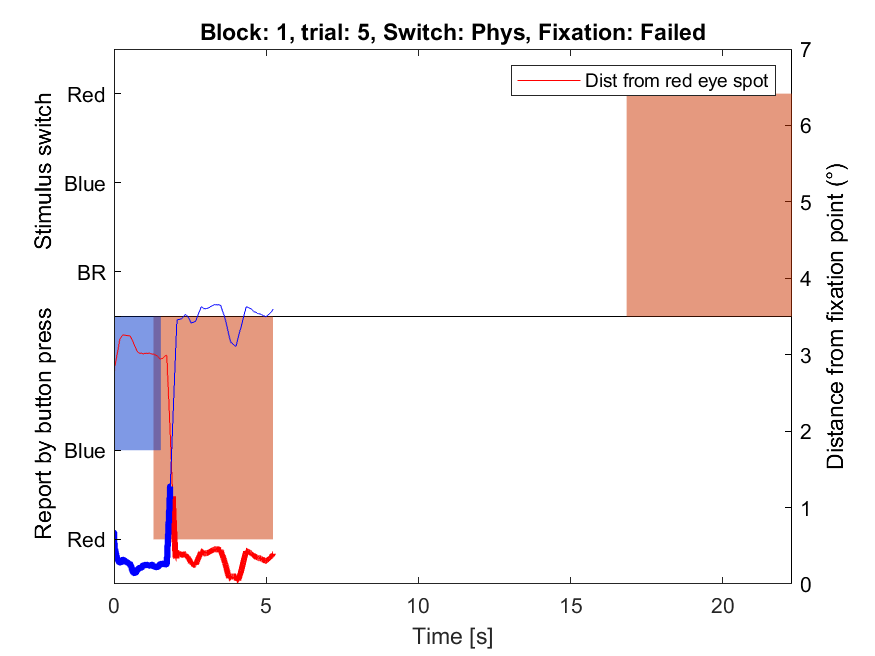 Block: 1, trial: 5, Switch: Phys, Fixation: Failed
Dist from red eye spot
Stimulus switch
Red
Blue
BR
Report by button press
Blue
Red
0
5
10
15
20
Time [s]
7
6
5
4
3
2
1
0
Distance from fixation point (°)